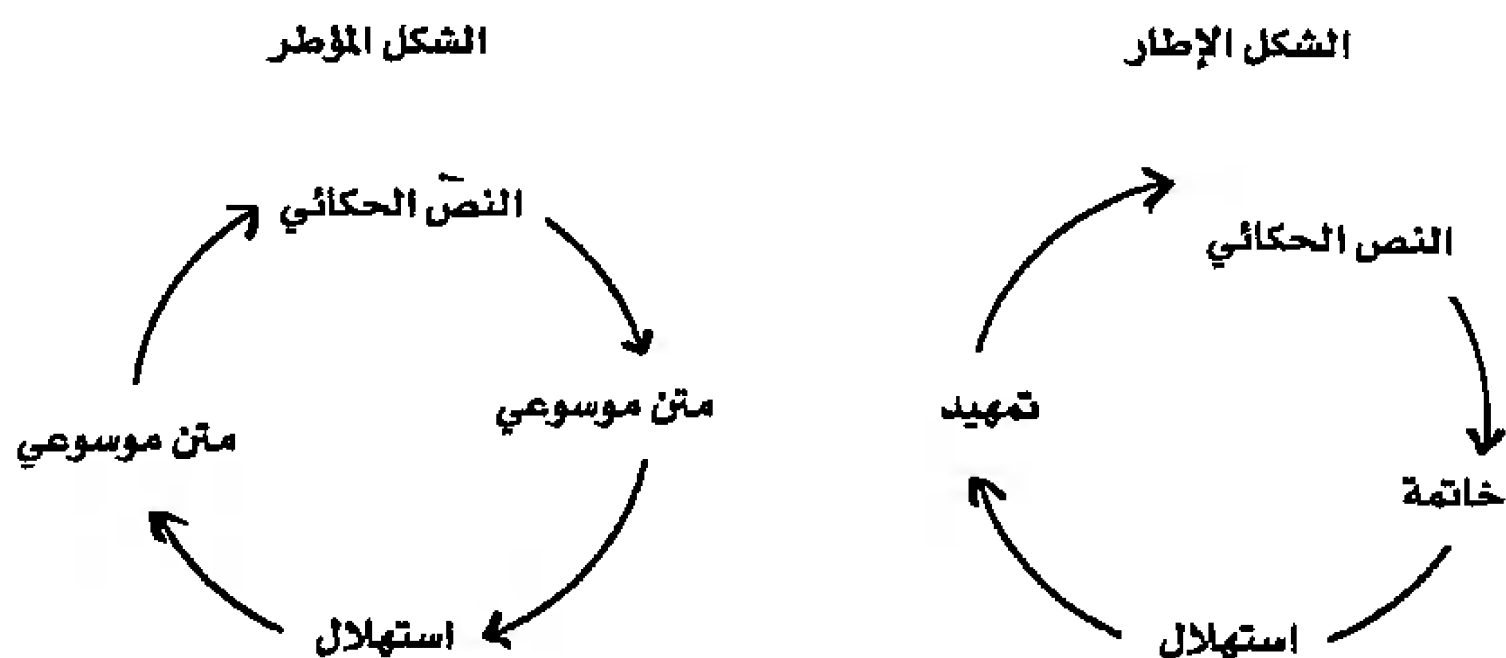 الشكل الإطار
الشكل المؤطر
النص الحكائي
تمهيد
خاتمة
استهلال
النصّ الحكائي
متن موسوعي
متن موسوعي
استهلال